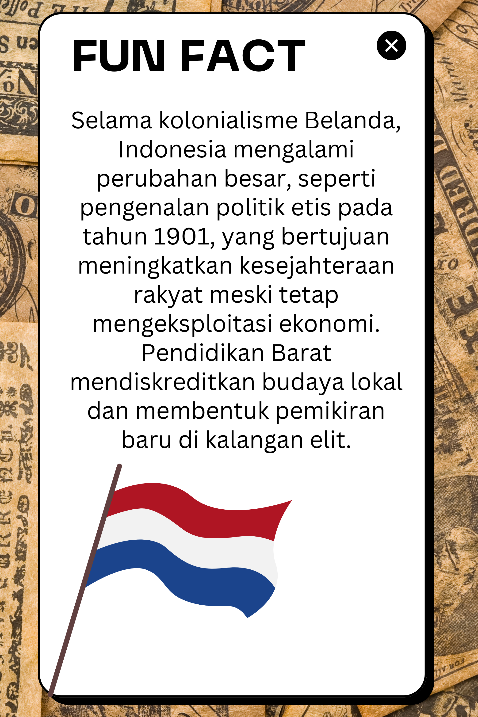 FUN FACT
Selama kolonialisme Belanda,
Indonesia mengalami
perubahan besar, seperti
pengenalan politik etis pada
tahun 1901, yang bertujuan
meningkatkan kesejahteraan
rakyat meski tetap
mengeksploitasi ekonomi.
Pendidikan Barat
mendiskreditkan budaya lokal
dan membentuk pemikiran
baru di kalangan elit.